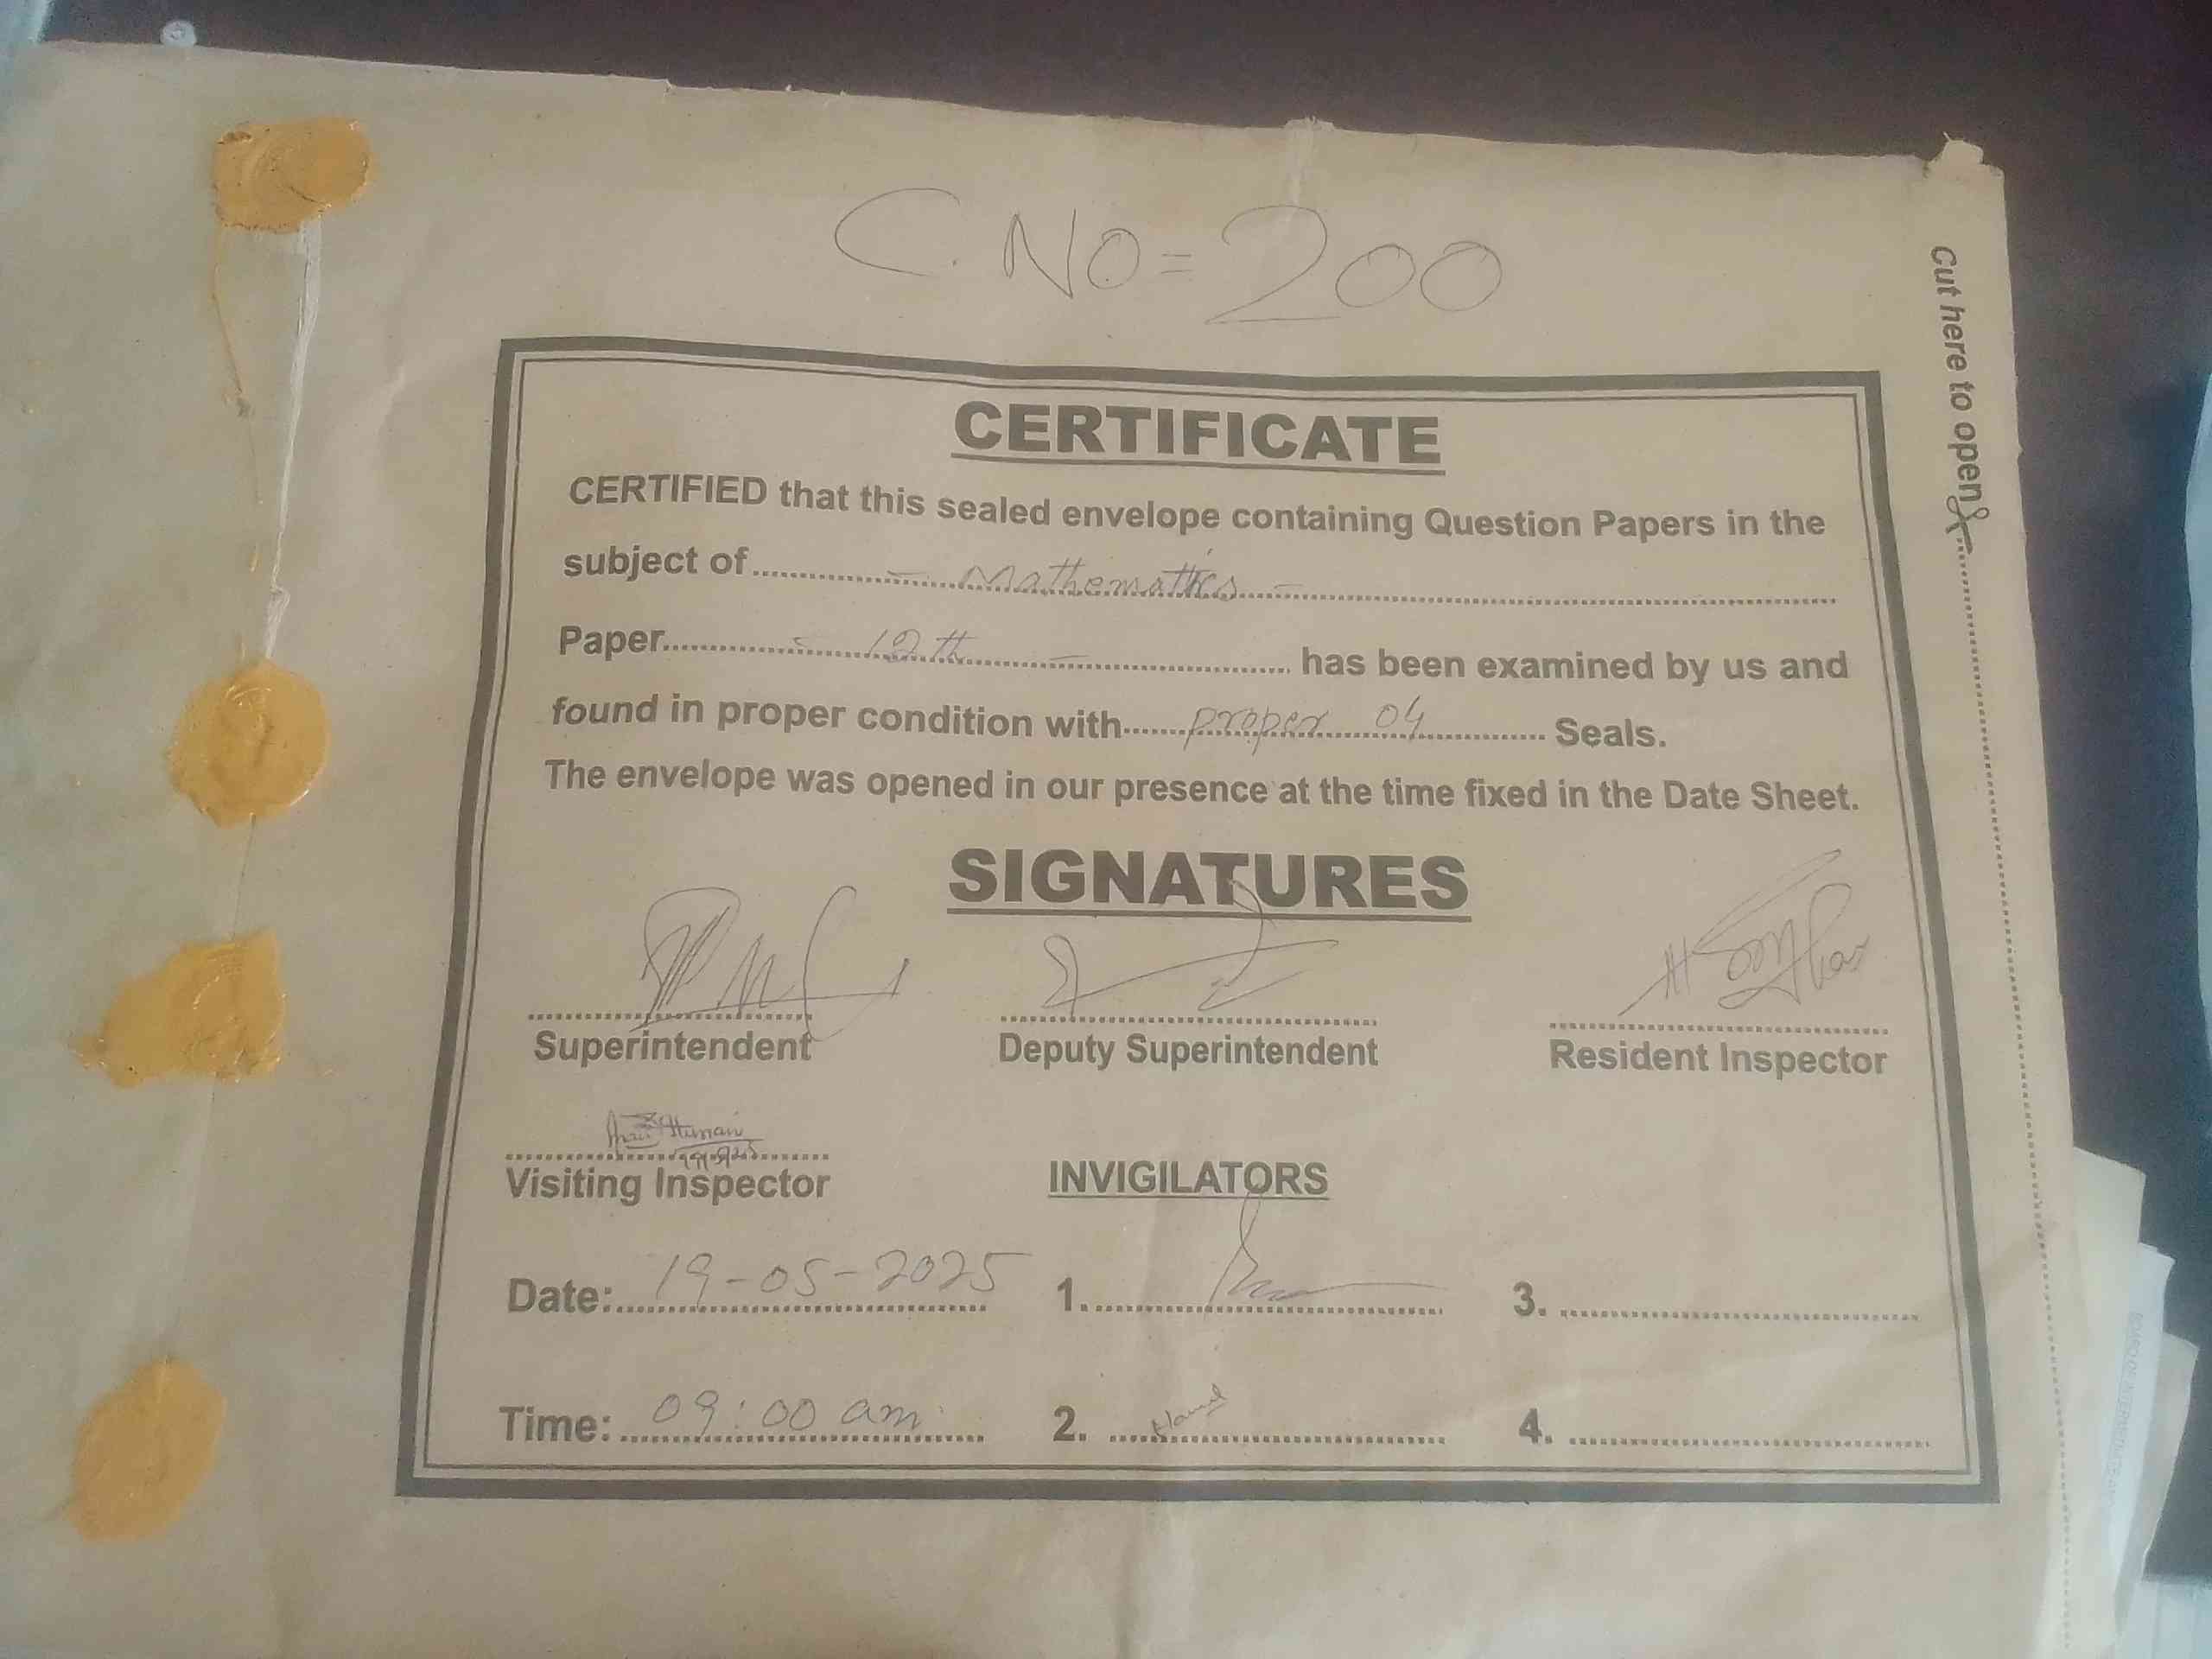 C. NO = 200
Cut here to open
CERTIFICATE
CERTIFIED that this sealed envelope containing Question Papers in the
subject of - Mathematics -
Paper - 12th - has been examined by us and
found in proper condition with proper 04 Seals.
The envelope was opened in our presence at the time fixed in the Date Sheet.
SIGNATURES
Superintendent Deputy Superintendent Resident Inspector
Visiting Inspector INVIGILATORS
Date: 19-05-2025 1. 3.
Time: 09:00 am 2. 4.